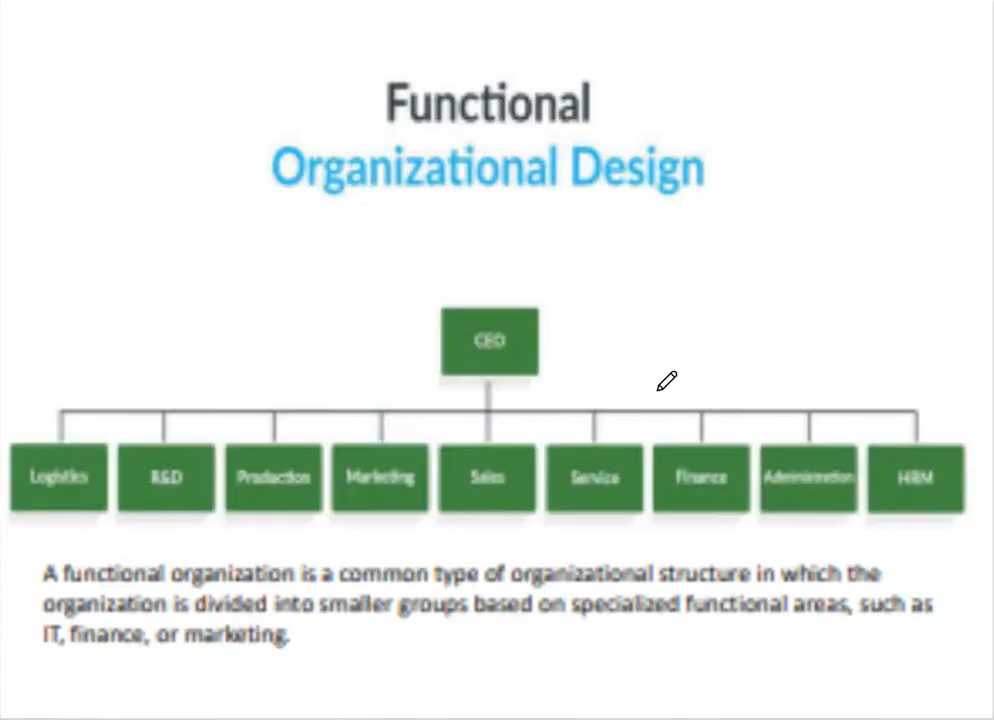 Functional
Organizational Design
CEO
Logistics R&D Production Marketing Sales Service Finance Administration HRM
A functional organization is a common type of organizational structure in which the
organization is divided into smaller groups based on specialized functional areas, such as
IT, finance, or marketing.